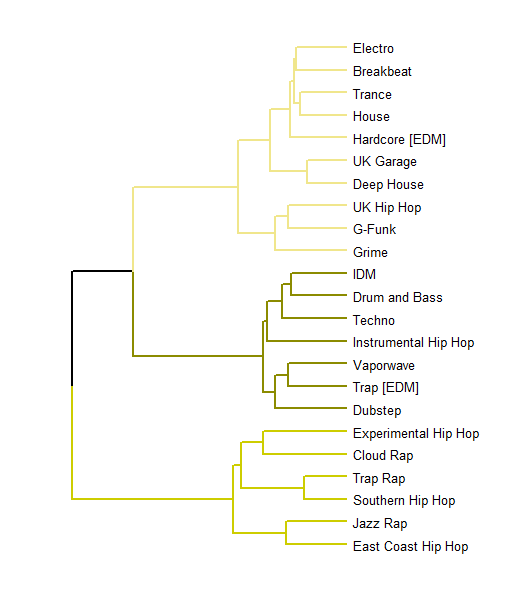 Electro
Breakbeat
Trance
House
Hardcore [EDM]
UK Garage
Deep House
UK Hip Hop
G-Funk
Grime
IDM
Drum and Bass
Techno
Instrumental Hip Hop
Vaporwave
Trap [EDM]
Dubstep
Experimental Hip Hop
Cloud Rap
Trap Rap
Southern Hip Hop
Jazz Rap
East Coast Hip Hop